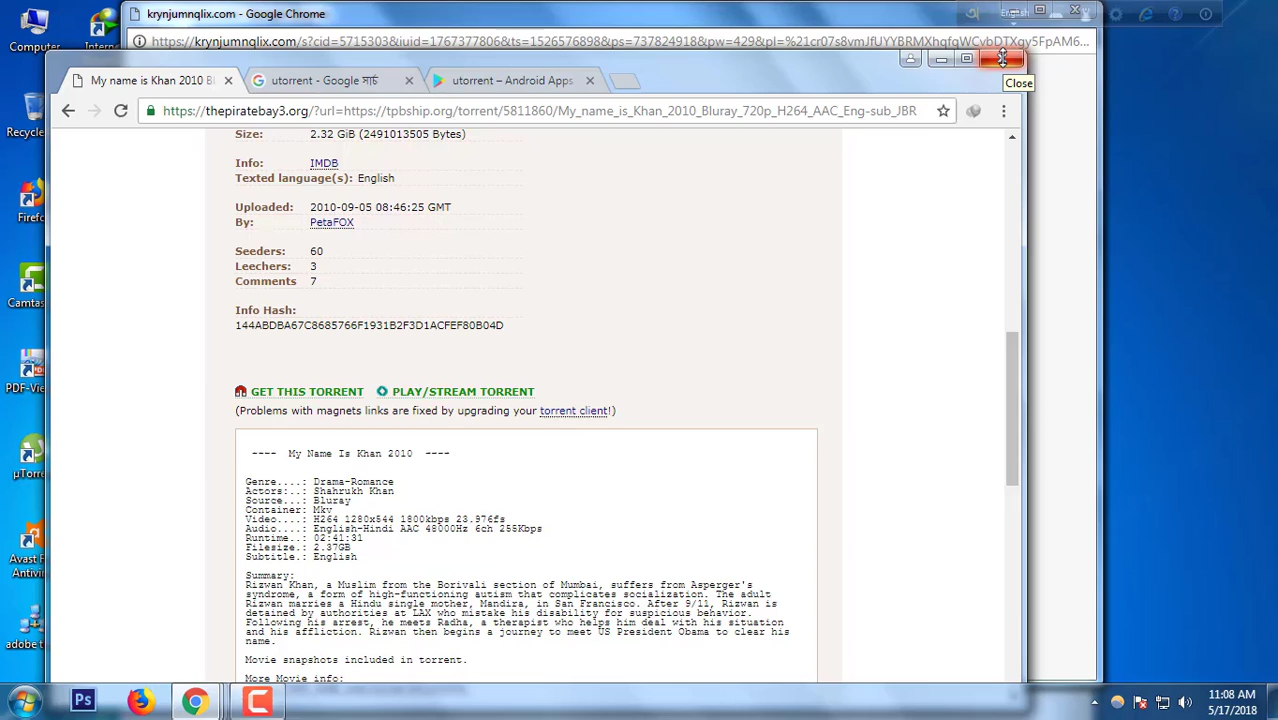 Computer
Intern
krynjumnqlix.com - Google Chrome
English
https://krynjumnqlix.com/s?cid=5715303&iuid=1767377806&ts=1526576898&ps=737824918&pw=429&pl=%21cr07s8vmJfUYYBRMXhqfqWCvbDTXqy5FpAM6...
Close
My name is Khan 2010 Bl
utorrent - Google সার্চ
utorrent – Android Apps
https://thepiratebay3.org/?url=https://tpbship.org/torrent/5811860/My_name_is_Khan_2010_Bluray_720p_H264_AAC_Eng-sub_JBR
Recycle
Firefo
Camtas
PDF-Vie
µTorre
Avast F
Antivir
adobe t
Size: 2.32 GiB (2491013505 Bytes)
Info: IMDB
Texted language(s): English
Uploaded: 2010-09-05 08:46:25 GMT
By: PetaFOX
Seeders: 60
Leechers: 3
Comments 7
Info Hash:
144ABDBA67C8685766F1931B2F3D1ACFEF80B04D
GET THIS TORRENT PLAY/STREAM TORRENT
(Problems with magnets links are fixed by upgrading your torrent client!)
---- My Name Is Khan 2010 ----
Genre....: Drama-Romance
Actors:..: Shahrukh Khan
Source...: Bluray
Container: Mkv
Video....: H264 1280x544 1800kbps 23.976fs
Audio....: English-Hindi AAC 48000Hz 6ch 255Kbps
Runtime..: 02:41:31
Filesize.: 2.37GB
Subtitle.: English
Summary:
Rizwan Khan, a Muslim from the Borivali section of Mumbai, suffers from Asperger's
syndrome, a form of high-functioning autism that complicates socialization. The adult
Rizwan marries a Hindu single mother, Mandira, in San Francisco. After 9/11, Rizwan is
detained by authorities at LAX who mistake his disability for suspicious behavior.
Following his arrest, he meets Radha, a therapist who helps him deal with his situation
and his affliction. Rizwan then begins a journey to meet US President Obama to clear his
name.
Movie snapshots included in torrent.
More Movie info:
Ps
11:08 AM
5/17/2018